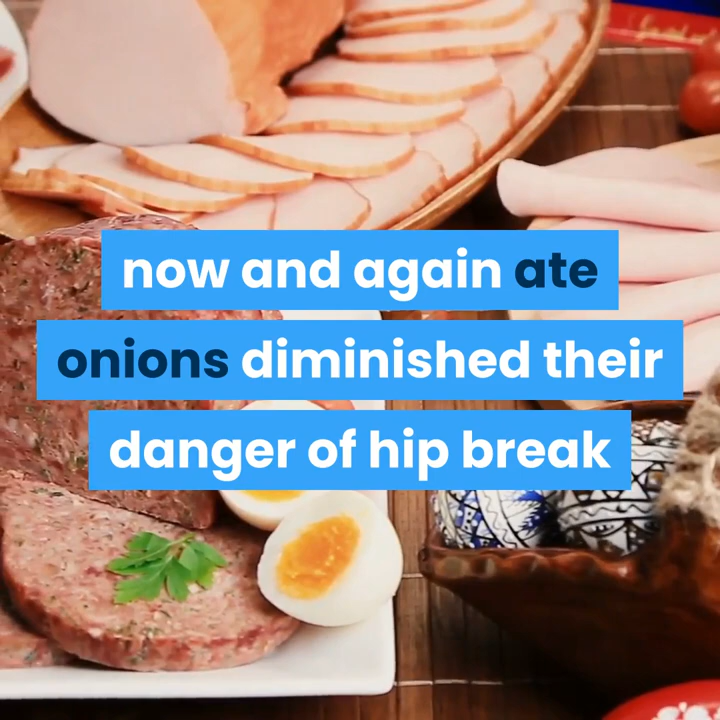 now and again ate
onions diminished their
danger of hip break